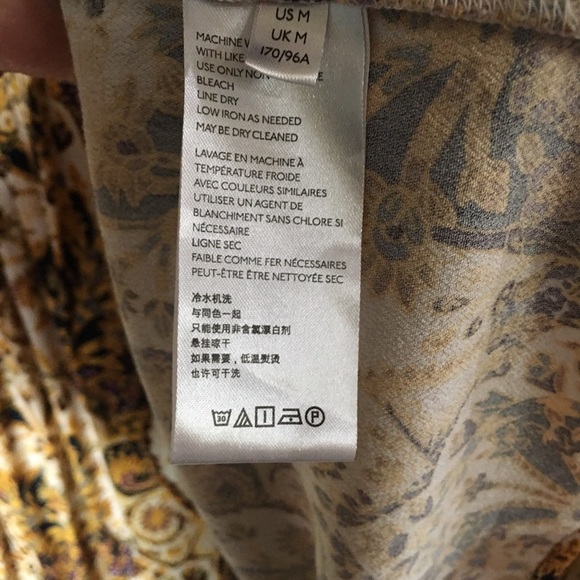 US M
UK M
170/96A
MACHINE
WITH LIKE
USE ONLY NON
BLEACH
LINE DRY
LOW IRON AS NEEDED
MAY BE DRY CLEANED
LAVAGE EN MACHINE À
TEMPÉRATURE FROIDE
AVEC COULEURS SIMILAIRES
UTILISER UN AGENT DE
BLANCHIMENT SANS CHLORE SI
NÉCESSAIRE
LIGNE SEC
FAIBLE COMME FER NÉCESSAIRES
PEUT-ÊTRE ÊTRE NETTOYÉE SEC
冷水机洗
与同色一起
只能使用非含氯漂白剂
悬挂晾干
如果需要，低温熨烫
也许可干洗
30 P